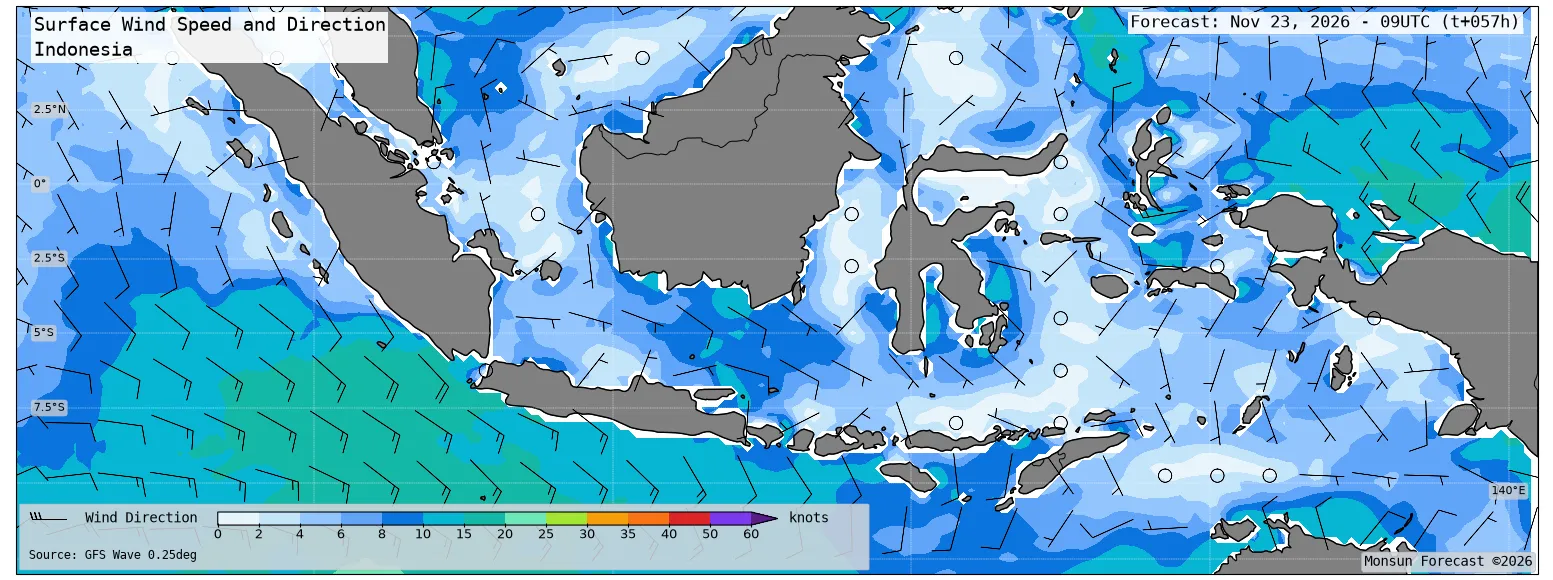 Surface Wind Speed and Direction
Indonesia
Forecast: Nov 23, 2026 - 09UTC (t+057h)
2.5°N
0°
2.5°S
5°S
7.5°S
140°E
Wind Direction
0 2 4 6 8 10 15 20 25 30 35 40 50 60
knots
Source: GFS Wave 0.25deg
Monsun Forecast ©2026